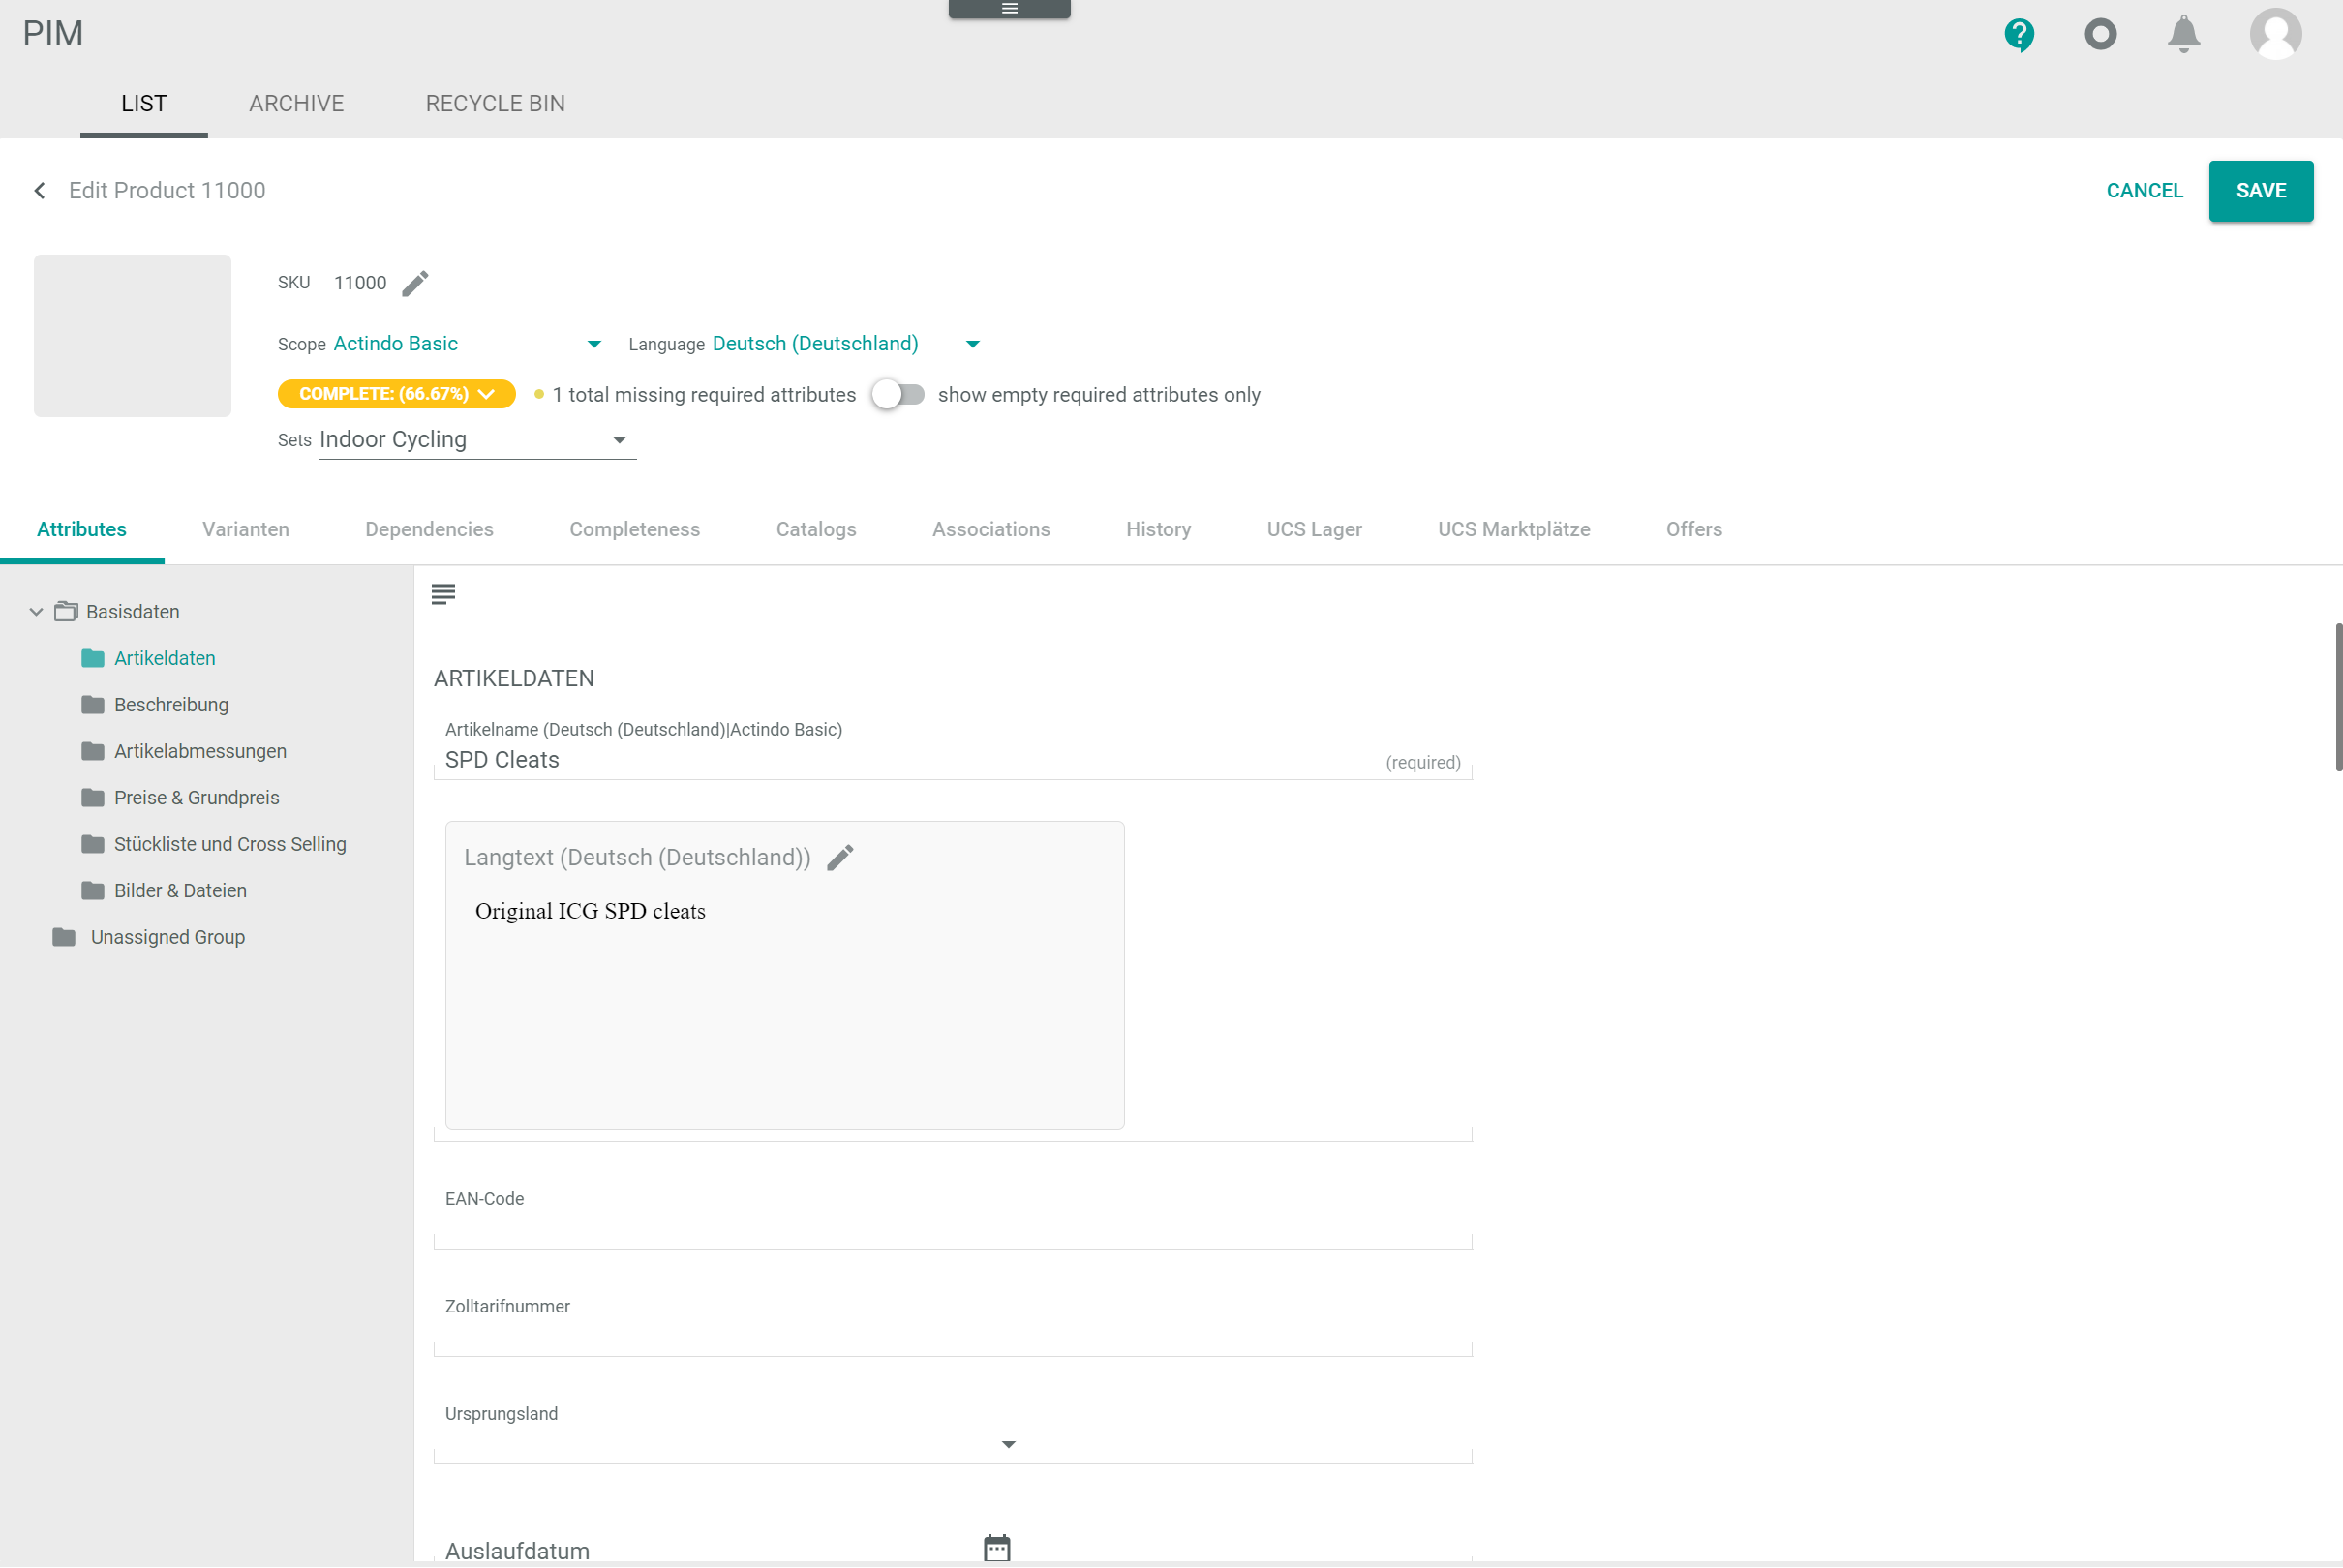 PIM
LIST ARCHIVE RECYCLE BIN
Edit Product 11000 CANCEL SAVE
SKU 11000
Scope Actindo Basic Language Deutsch (Deutschland)
COMPLETE: (66.67%) 1 total missing required attributes show empty required attributes only
Sets Indoor Cycling
Attributes Varianten Dependencies Completeness Catalogs Associations History UCS Lager UCS Marktplätze Offers
Basisdaten
Artikeldaten
Beschreibung
Artikelabmessungen
Preise & Grundpreis
Stückliste und Cross Selling
Bilder & Dateien
Unassigned Group
ARTIKELDATEN
Artikelname (Deutsch (Deutschland)|Actindo Basic)
SPD Cleats (required)
Langtext (Deutsch (Deutschland))
Original ICG SPD cleats
EAN-Code
Zolltarifnummer
Ursprungsland
Auslaufdatum